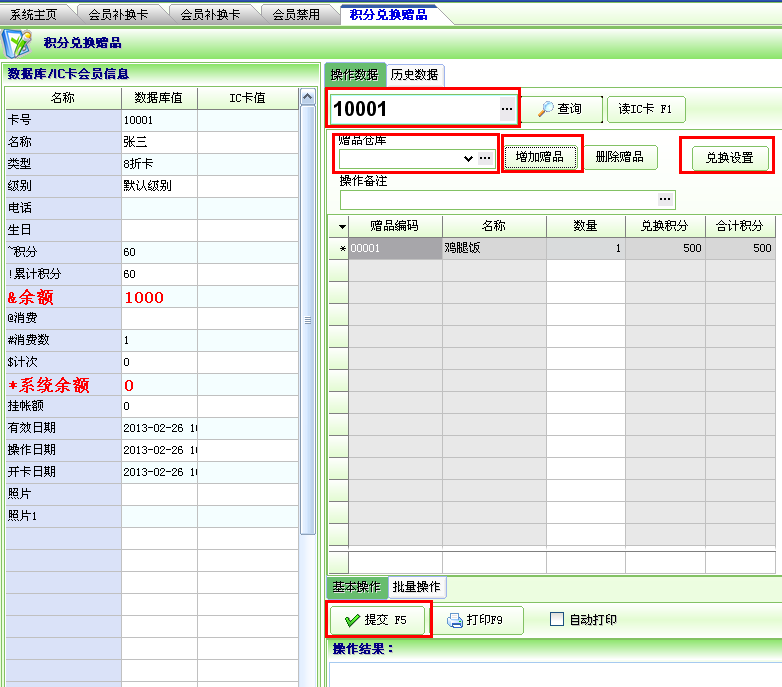 系统主页 会员补换卡 会员补换卡 会员禁用 积分兑换赠品
积分兑换赠品
数据库/IC卡会员信息
名称 数据库值 IC卡值
卡号 10001
名称 张三
类型 8折卡
级别 默认级别
电话
生日
~积分 60
!累计积分 60
&余额 1000
@消费
#消费数 1
$计次 0
*系统余额 0
挂帐额 0
有效日期 2013-02-26
操作日期 2013-02-26
开卡日期 2013-02-26
照片
照片1
操作数据 历史数据
10001 ... 查询 读IC卡 F1
赠品仓库
... 增加赠品 删除赠品 兑换设置
操作备注
...
赠品编码 名称 数量 兑换积分 合计积分
* 00001 鸡腿饭 1 500 500
基本操作 批量操作
提交 F5 打印F9 自动打印
操作结果：